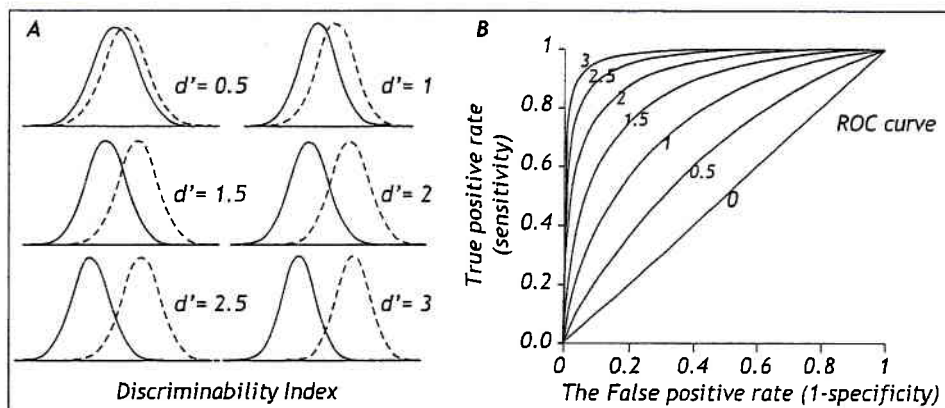 A
d'= 0.5
d'= 1
d'= 1.5
d'= 2
d'= 2.5
d'= 3
Discriminability Index
B
True positive rate
(sensitivity)
1
0.8
0.6
0.4
0.2
0.0
3
2.5
2
1.5
1
0.5
0
ROC curve
0
0.2
0.4
0.6
0.8
1
The False positive rate (1-specificity)